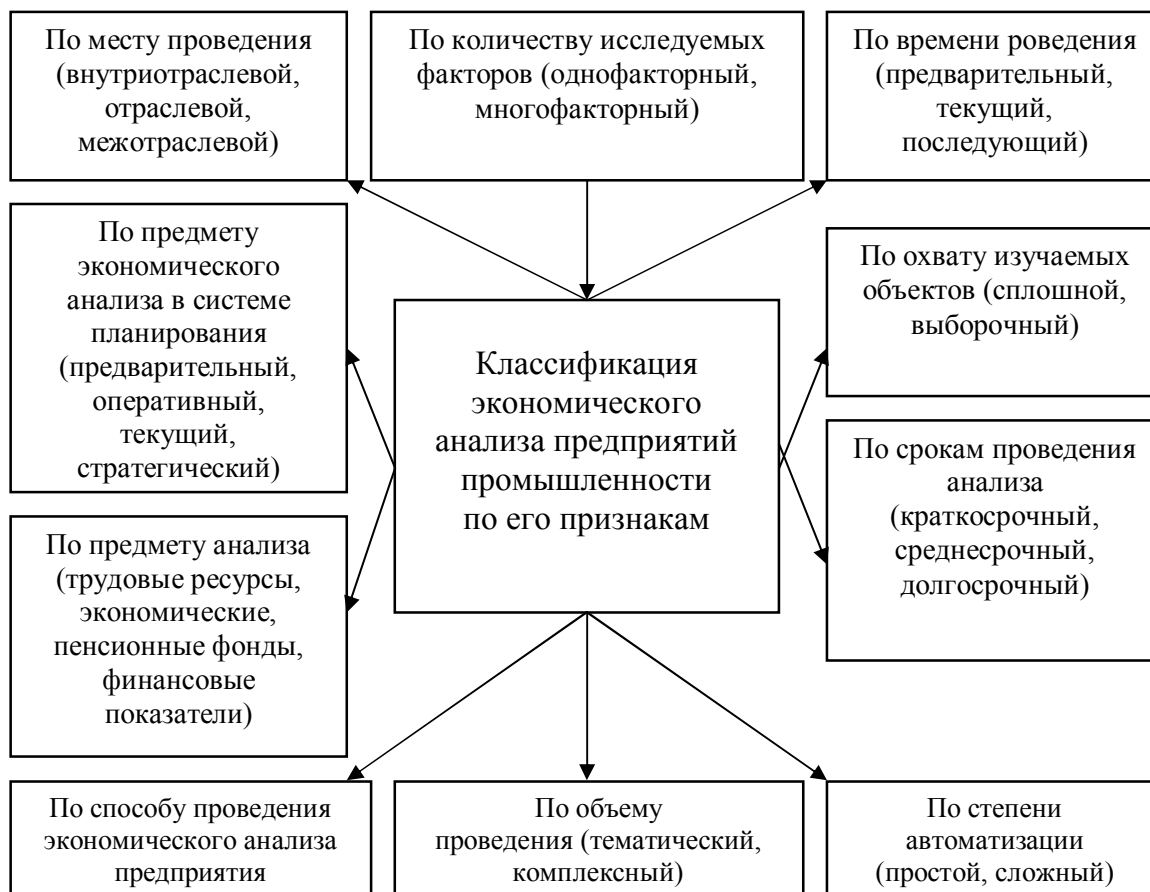 По месту проведения
(внутриотраслевой,
отраслевой,
межотраслевой)
По количеству исследуемых
факторов (однофакторный,
многофакторный)
По времени роведения
(предварительный,
текущий,
последующий)
По предмету
экономического
анализа в системе
планирования
(предварительный,
оперативный,
текущий,
стратегический)
Классификация
экономического
анализа предприятий
промышленности
по его признакам
По охвату изучаемых
объектов (сплошной,
выборочный)
По срокам проведения
анализа
(краткосрочный,
среднесрочный,
долгосрочный)
По предмету анализа
(трудовые ресурсы,
экономические,
пенсионные фонды,
финансовые
показатели)
По способу проведения
экономического анализа
предприятия
По объему
проведения (тематический,
комплексный)
По степени
автоматизации
(простой, сложный)